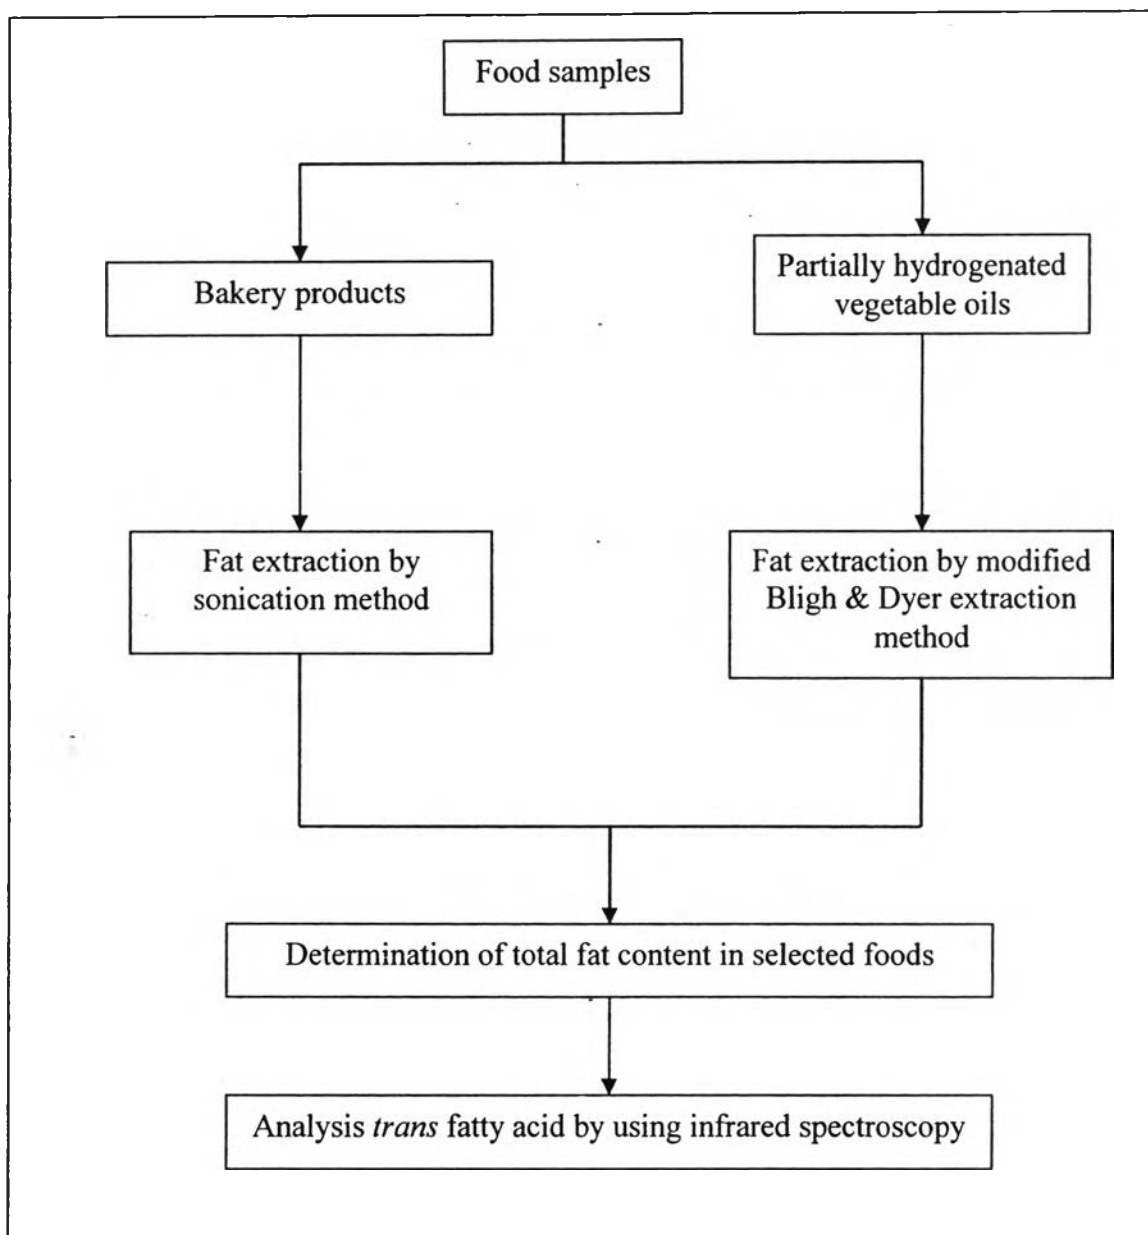 Food samples
Bakery products
Partially hydrogenated
vegetable oils
Fat extraction by
sonication method
Fat extraction by modified
Bligh & Dyer extraction
method
Determination of total fat content in selected foods
Analysis trans fatty acid by using infrared spectroscopy